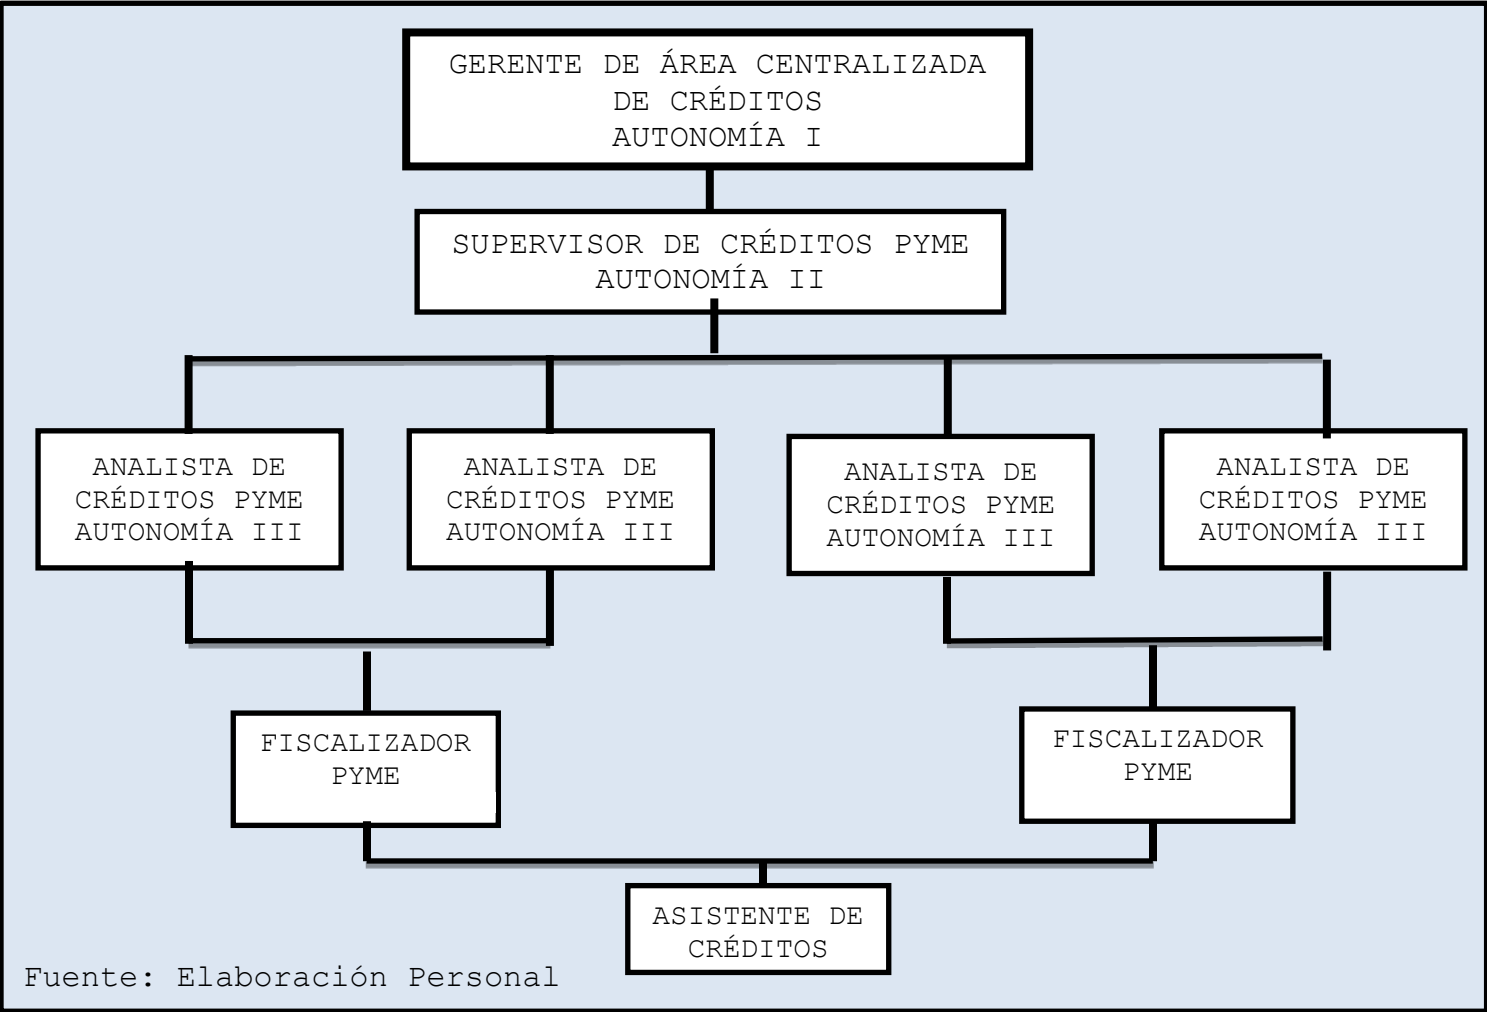 GERENTE DE ÁREA CENTRALIZADA
DE CRÉDITOS
AUTONOMÍA I
SUPERVISOR DE CRÉDITOS PYME
AUTONOMÍA II
ANALISTA DE
CRÉDITOS PYME
AUTONOMÍA III
ANALISTA DE
CRÉDITOS PYME
AUTONOMÍA III
ANALISTA DE
CRÉDITOS PYME
AUTONOMÍA III
ANALISTA DE
CRÉDITOS PYME
AUTONOMÍA III
FISCALIZADOR
PYME
FISCALIZADOR
PYME
ASISTENTE DE
CRÉDITOS
Fuente: Elaboración Personal